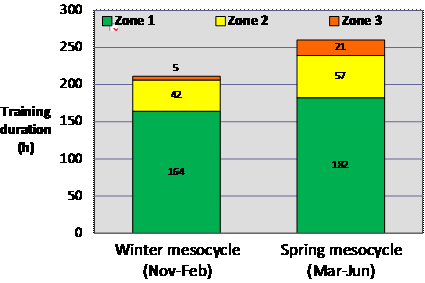 300
Zone 1 Zone 2 Zone 3
250
21
57
200
5
42
Training
duration
(h)
150
182
164
100
50
0
Winter mesocycle Spring mesocycle
(Nov-Feb) (Mar-Jun)